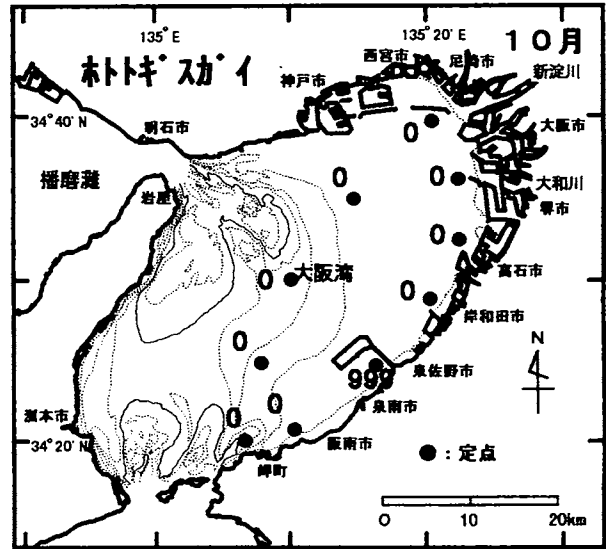 135° E
135° 20' E
10月
ホトトギスガイ
西宮市
尼崎市
新淀川
神戸市
34° 40' N
明石市
0
大阪市
播磨灘
岩屋
0
0
大和川
堺市
0
0
大阪湾
0
高石市
岸和田市
0
N
999
泉佐野市
泉南市
洲本市
0
0
34° 20' N
阪南市
岬町
●:定点
0
10
20km